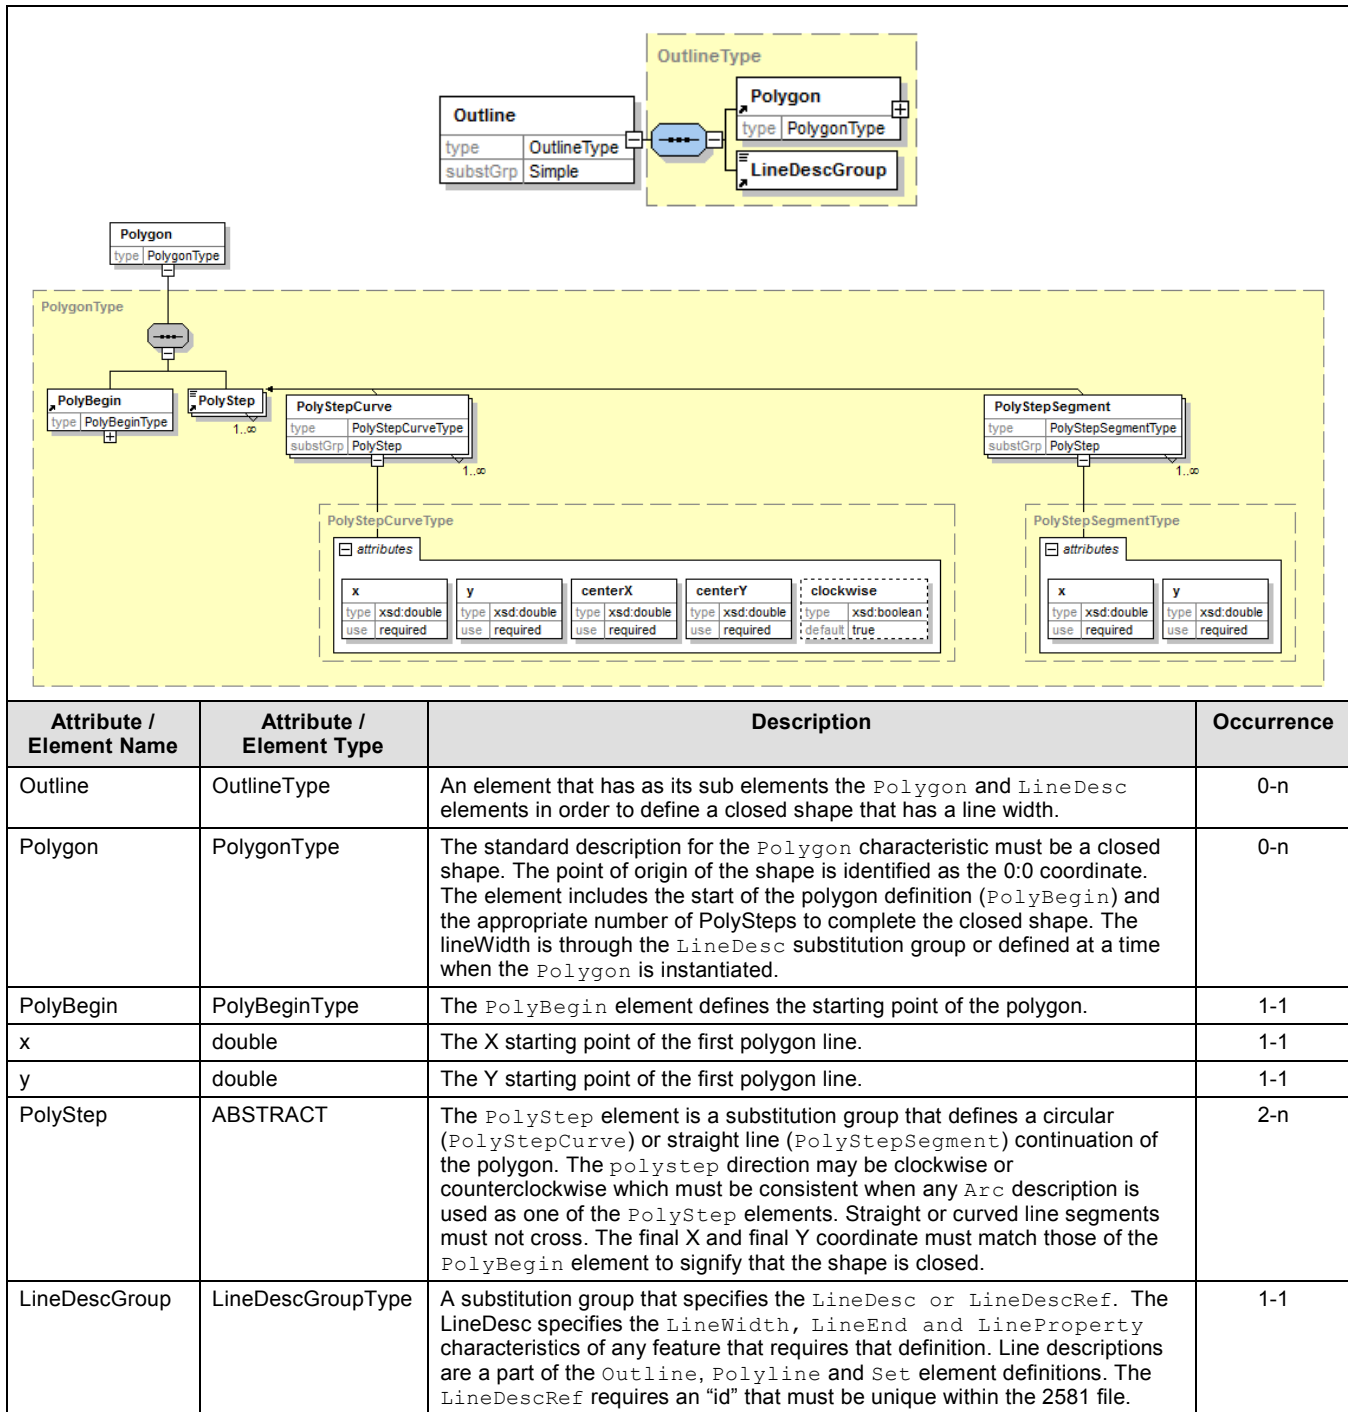 OutlineType
Polygon
type PolygonType
LineDescGroup
Outline
type OutlineType
substGrp Simple
Polygon
type PolygonType
PolygonType
PolyBegin
type PolyBeginType
PolyStep
1..∞
PolyStepCurve
type PolyStepCurveType
substGrp PolyStep
1..∞
PolyStepSegment
type PolyStepSegmentType
substGrp PolyStep
1..∞
PolyStepCurveType
attributes
x
type xsd:double
use required
y
type xsd:double
use required
centerX
type xsd:double
use required
centerY
type xsd:double
use required
clockwise
type xsd:boolean
default true
PolyStepSegmentType
attributes
x
type xsd:double
use required
y
type xsd:double
use required
Attribute /
Element Name
Attribute /
Element Type
Description
Occurrence
Outline
OutlineType
An element that has as its sub elements the Polygon and LineDesc
elements in order to define a closed shape that has a line width.
0-n
Polygon
PolygonType
The standard description for the Polygon characteristic must be a closed
shape. The point of origin of the shape is identified as the 0:0 coordinate.
The element includes the start of the polygon definition (PolyBegin) and
the appropriate number of PolySteps to complete the closed shape. The
lineWidth is through the LineDesc substitution group or defined at a time
when the Polygon is instantiated.
0-n
PolyBegin
PolyBeginType
The PolyBegin element defines the starting point of the polygon.
1-1
x
double
The X starting point of the first polygon line.
1-1
y
double
The Y starting point of the first polygon line.
1-1
PolyStep
ABSTRACT
The PolyStep element is a substitution group that defines a circular
(PolyStepCurve) or straight line (PolyStepSegment) continuation of
the polygon. The polystep direction may be clockwise or
counterclockwise which must be consistent when any Arc description is
used as one of the PolyStep elements. Straight or curved line segments
must not cross. The final X and final Y coordinate must match those of the
PolyBegin element to signify that the shape is closed.
2-n
LineDescGroup
LineDescGroupType
A substitution group that specifies the LineDesc or LineDescRef. The
LineDesc specifies the LineWidth, LineEnd and LineProperty
characteristics of any feature that requires that definition. Line descriptions
are a part of the Outline, Polyline and Set element definitions. The
LineDescRef requires an “id” that must be unique within the 2581 file.
1-1